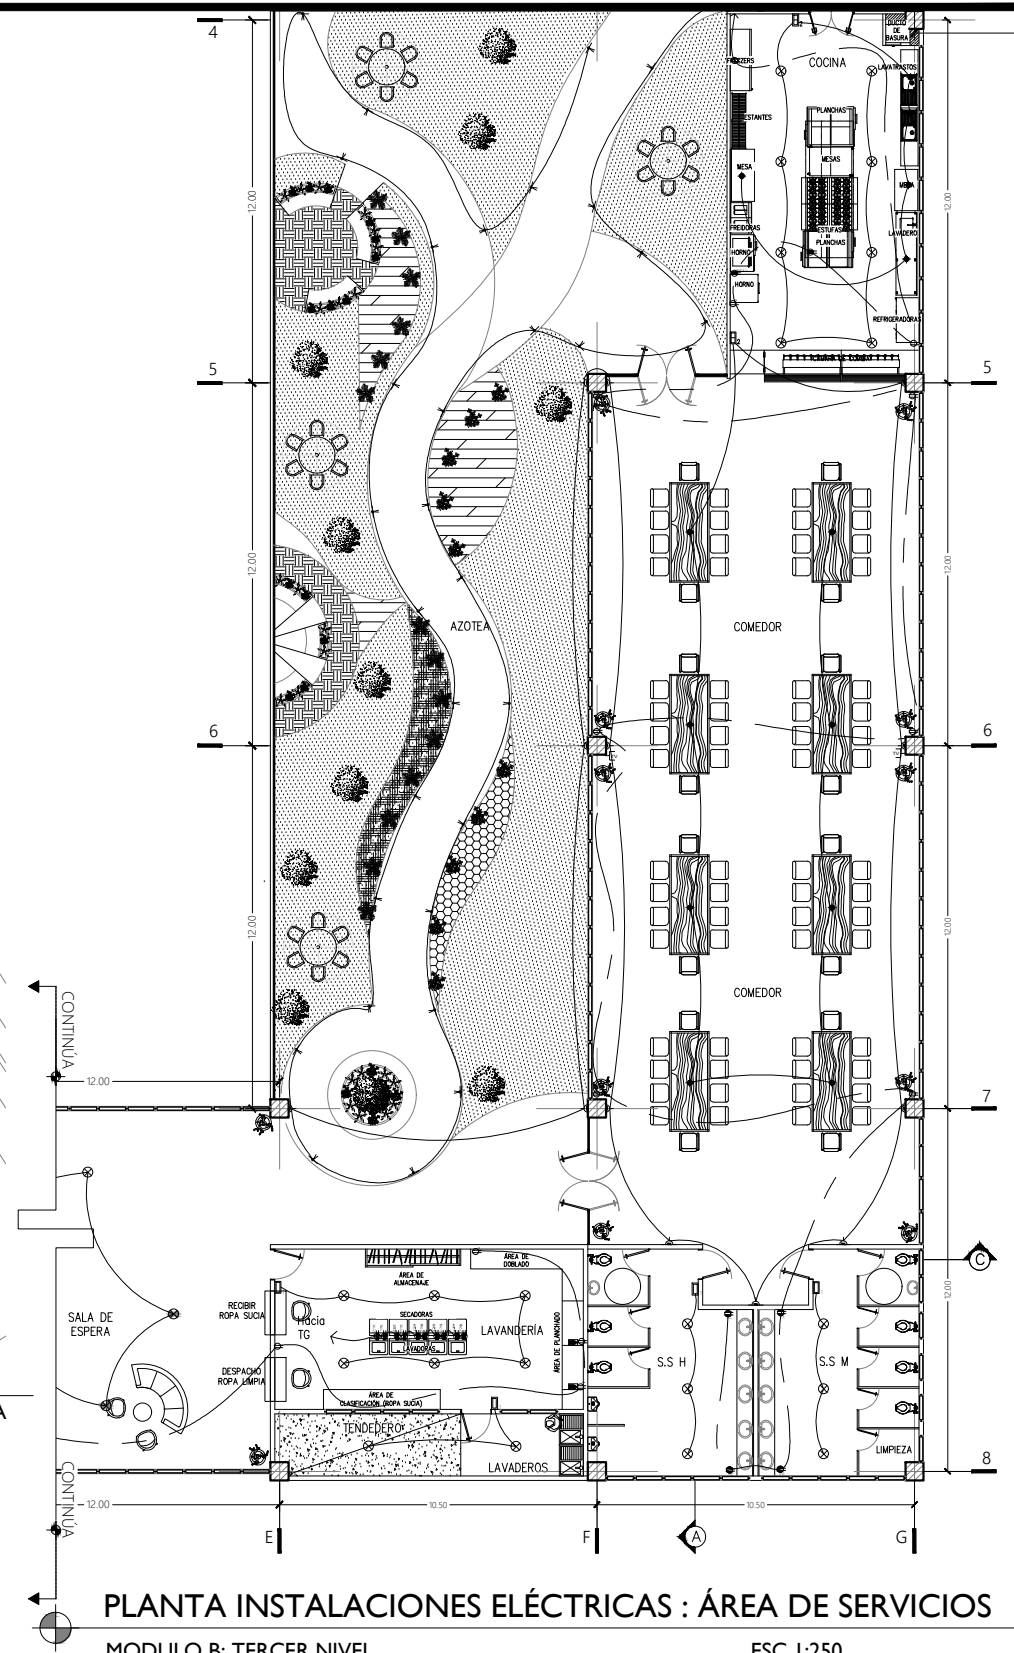 4
DUCTO
DE
BASURA
COCINA
FREEZERS
LAVATRASTOS
ESTANTES
PLANCHAS
MESAS
MESA
MESA
12.00
12.00
FREIDORAS
ESTUFAS
PLANCHAS
LAVADERO
HORNO
HORNO
REFRIGERADORAS
5
5
12.00
12.00
AZOTEA
COMEDOR
6
6
12.00
12.00
COMEDOR
CONTINÚA
12.00
7
ÁREA DE
DOBLADO
ÁREA DE
ALMACENAJE
C
12.00
SALA DE
ESPERA
RECIBIR
ROPA SUCIA
Hacia
TG
SECADORAS
LAVANDERÍA
LAVADORAS
ÁREA DE PLANCHADO
S.S H
S.S M
DESPACHO
ROPA LIMPIA
ÁREA DE
CLASIFICACIÓN (ROPA SUCIA)
A
TENDEDERO
LIMPIEZA
LAVADEROS
8
CONTINÚA
12.00
10.50
10.50
E
F
A
G
PLANTA INSTALACIONES ELÉCTRICAS : ÁREA DE SERVICIOS
MODULO B: TERCER NIVEL
ESC 1:250